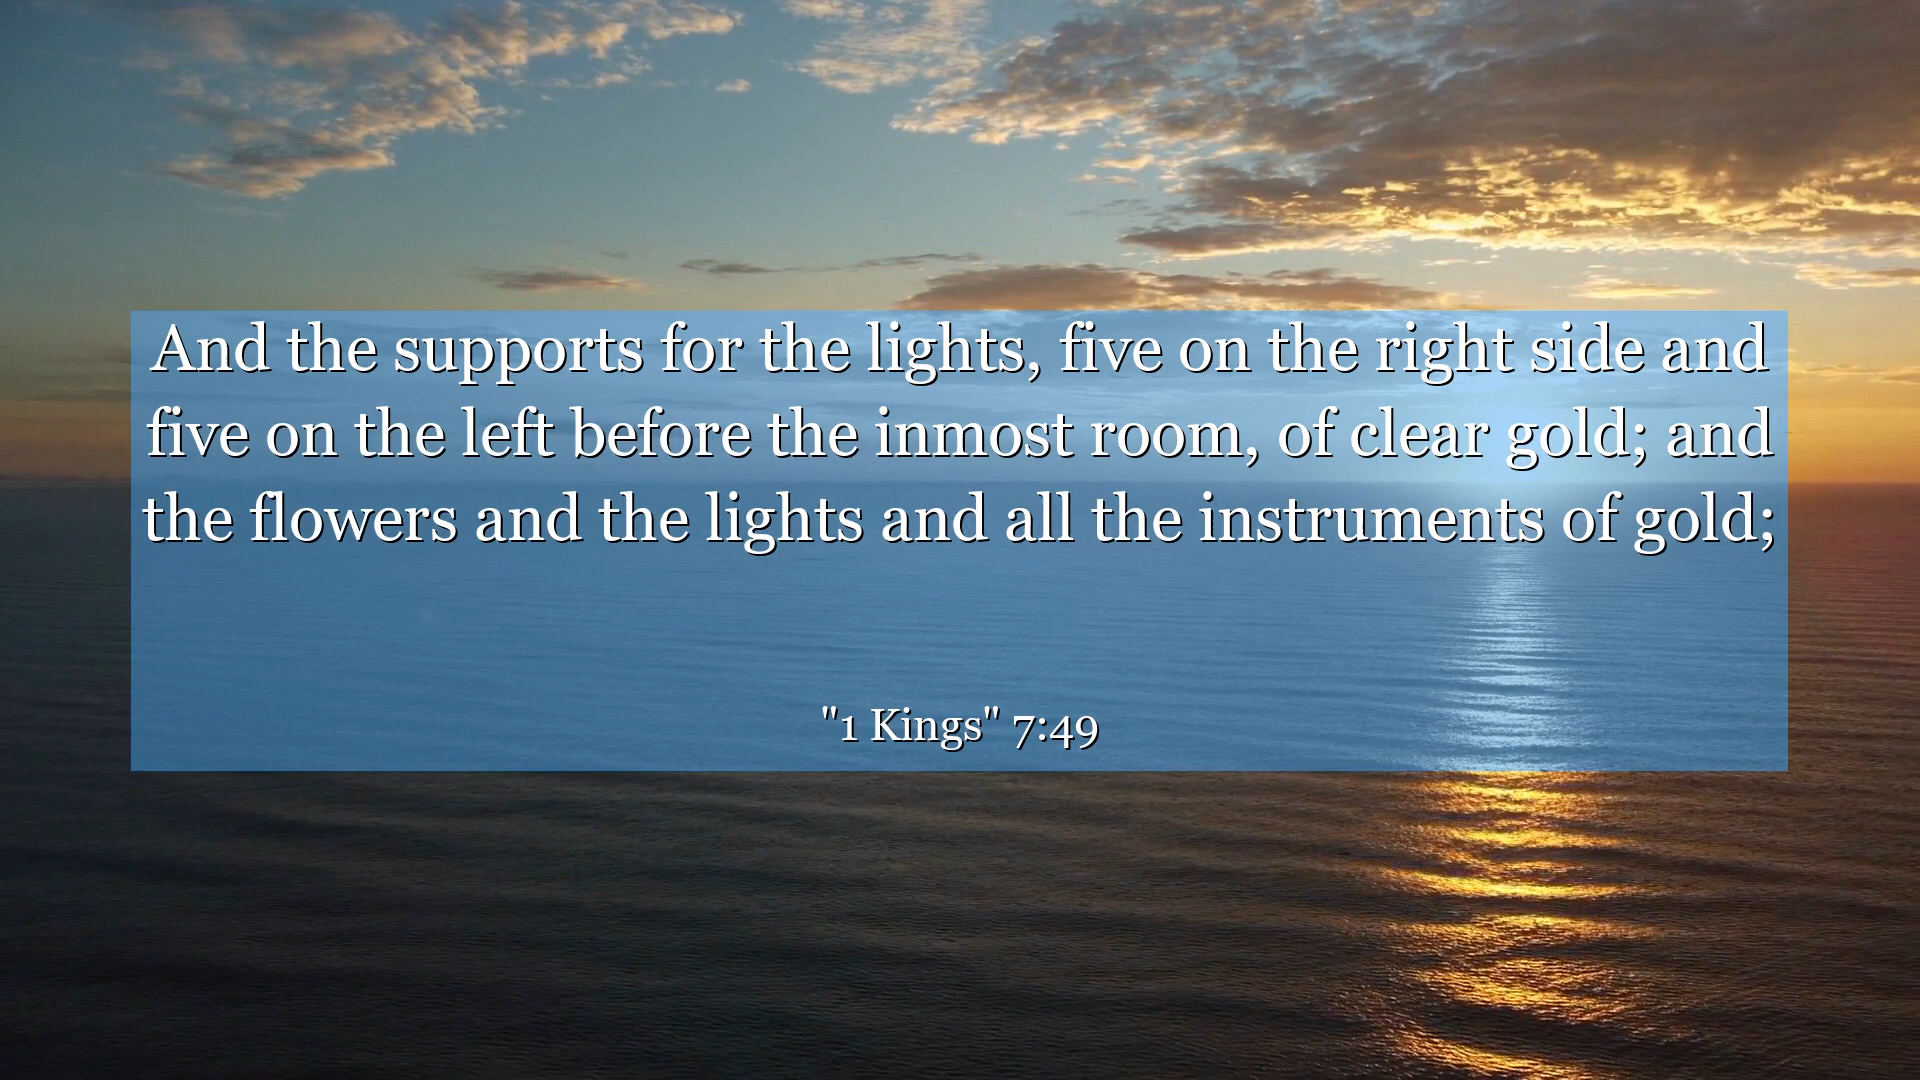 And the supports for the lights, five on the right side and
five on the left before the inmost room, of clear gold; and
the flowers and the lights and all the instruments of gold;
"1 Kings" 7:49